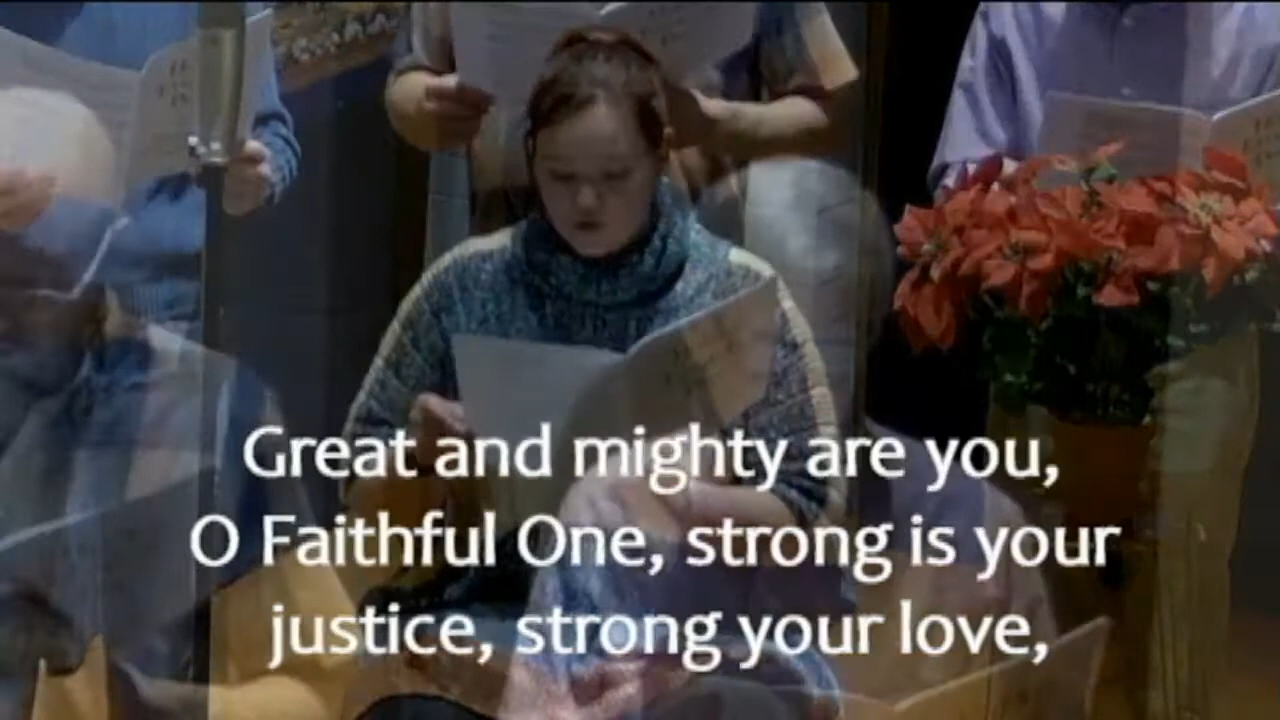 Great and mighty are you,
O Faithful One, strong is your
justice, strong your love,